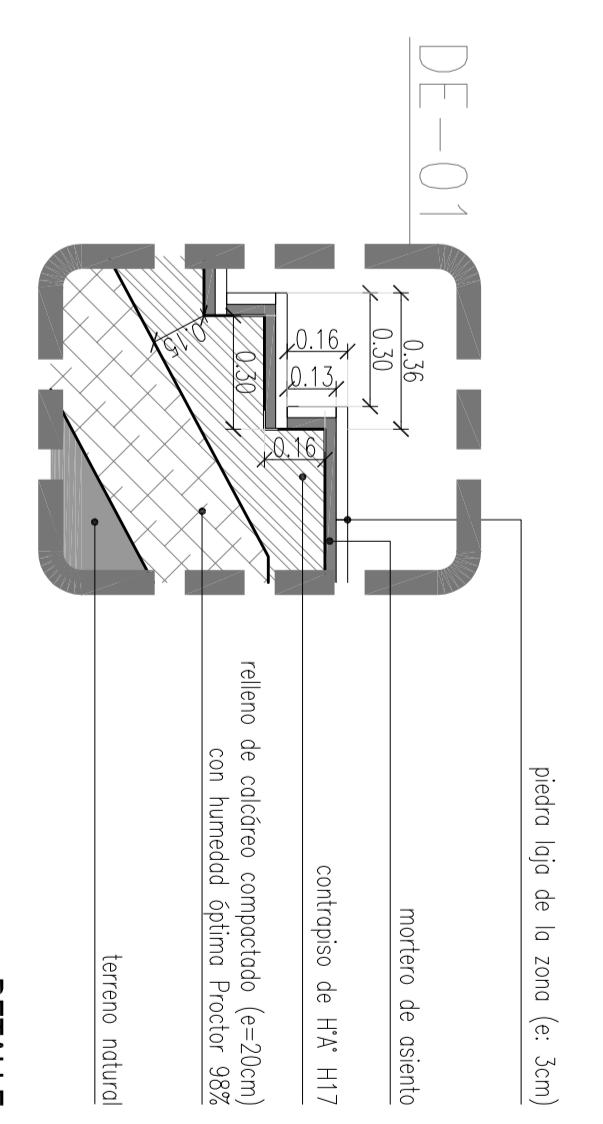 DE-01
0.36
0.30
0.16
0.13
0.30
0.16
0.15
piedra laja de la zona (e: 3cm)
mortero de asiento
contrapiso de H°A° H17
relleno de calcáreo compactado (e=20cm)
con humedad óptima Proctor 98%
terreno natural